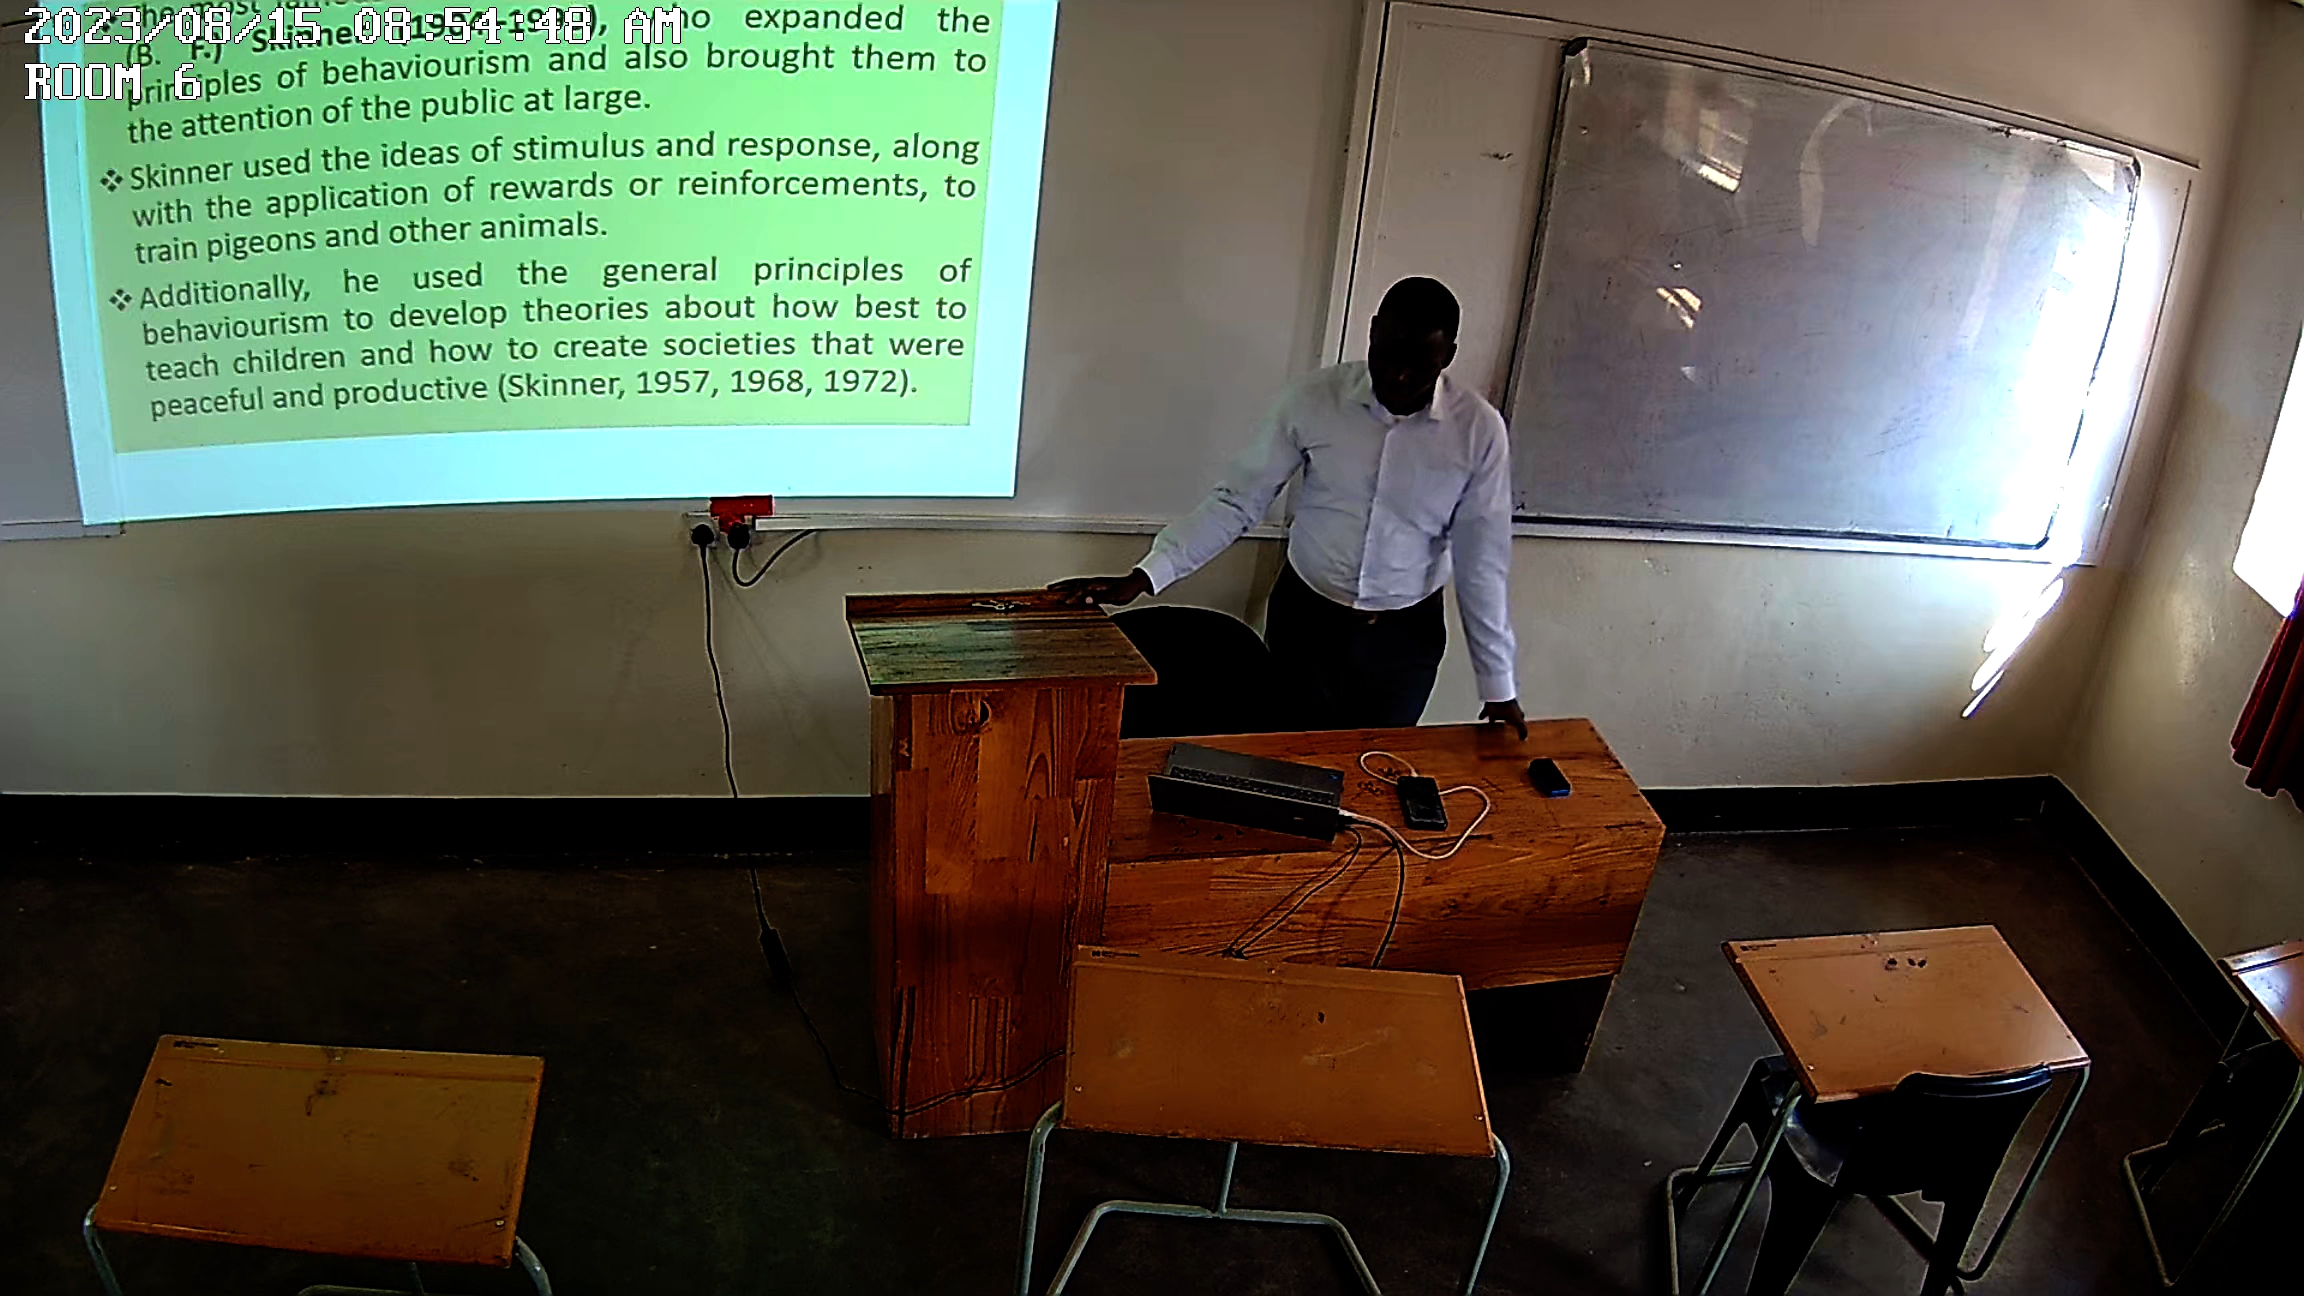 2023/08/15 08:54:48 AM
ROOM 6
expanded the
(B. F.) Skinner
principles of behaviourism and also brought them to
the attention of the public at large.
❖ Skinner used the ideas of stimulus and response, along
with the application of rewards or reinforcements, to
train pigeons and other animals.
❖ Additionally, he used the general principles of
behaviourism to develop theories about how best to
teach children and how to create societies that were
peaceful and productive (Skinner, 1957, 1968, 1972).